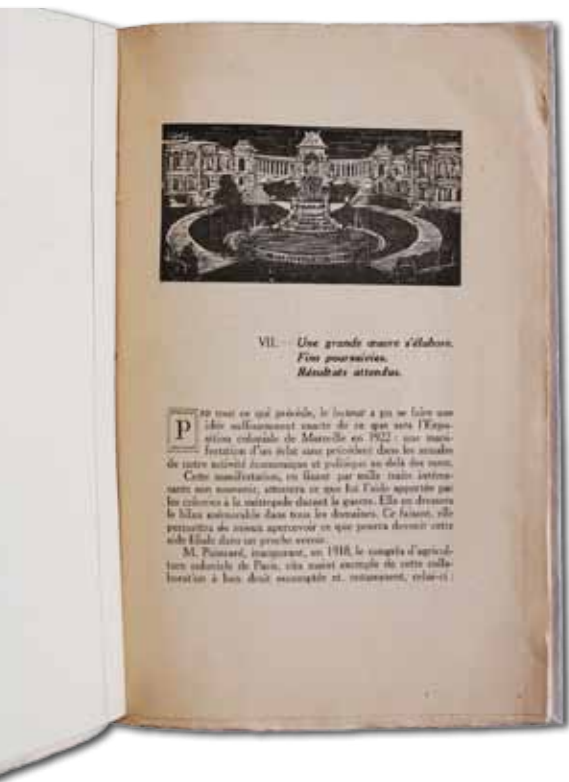 VII. Une grande œuvre s'élabore.
Fins poursuivies.
Résultats attendus.
PAR tout ce qui précède, le lecteur a pu se faire une
idée suffisamment exacte de ce que sera l'Expo-
sition coloniale de Marseille en 1922 : une mani-
festation d'un éclat sans précédent dans les annales
de notre activité économique et politique au delà des mers.
Cette manifestation, en fixant par mille traits intéres-
sants son souvenir, attestera ce que fut l'aide apportée par
les colonies à la métropole durant la guerre. Elle en dressera
le bilan mémorable dans tous les domaines. Ce faisant, elle
permettra de mieux apercevoir ce que pourra devenir cette
aide filiale dans un proche avenir.
M. Poincaré, inaugurant, en 1918, le congrès d'agricul-
ture coloniale de Paris, cita maint exemple de cette colla-
boration à bon droit escomptée et, notamment, celui-ci :